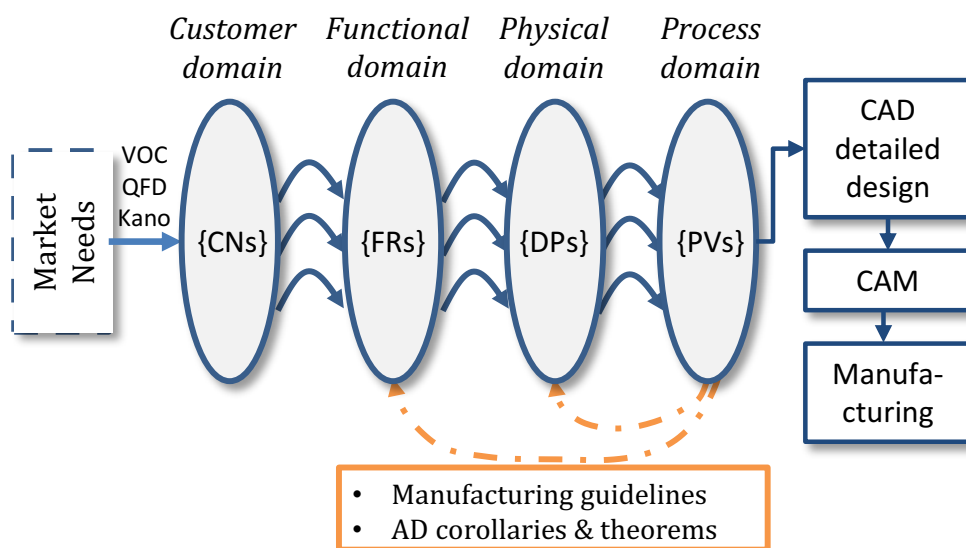 Customer
domain
Functional
domain
Physical
domain
Process
domain
Market
Needs
VOC
QFD
Kano
{CNs}
{FRs}
{DPs}
{PVs}
CAD
detailed
design
CAM
Manufa-
cturing
• Manufacturing guidelines
• AD corollaries & theorems